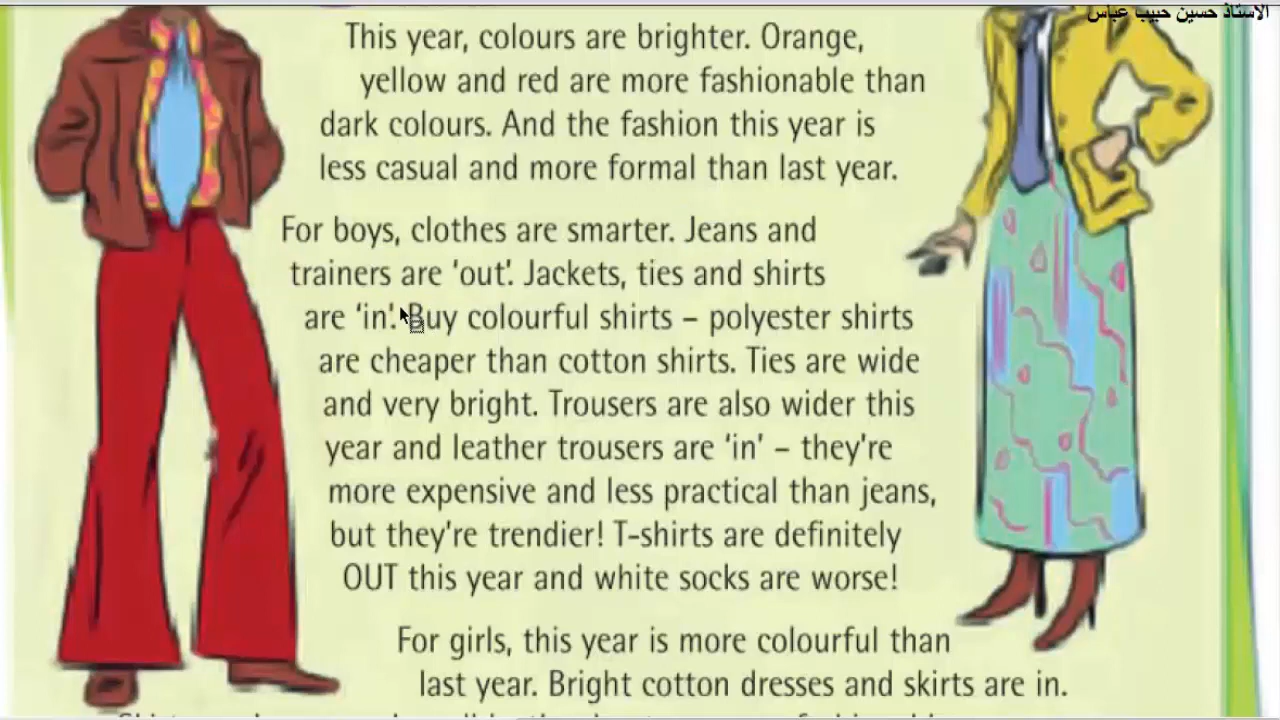 الاستاذ حسين حبيب عباس
This year, colours are brighter. Orange,
yellow and red are more fashionable than
dark colours. And the fashion this year is
less casual and more formal than last year.
For boys, clothes are smarter. Jeans and
trainers are ‘out’. Jackets, ties and shirts
are ‘in’. Buy colourful shirts – polyester shirts
are cheaper than cotton shirts. Ties are wide
and very bright. Trousers are also wider this
year and leather trousers are ‘in’ – they’re
more expensive and less practical than jeans,
but they’re trendier! T-shirts are definitely
OUT this year and white socks are worse!
For girls, this year is more colourful than
last year. Bright cotton dresses and skirts are in.